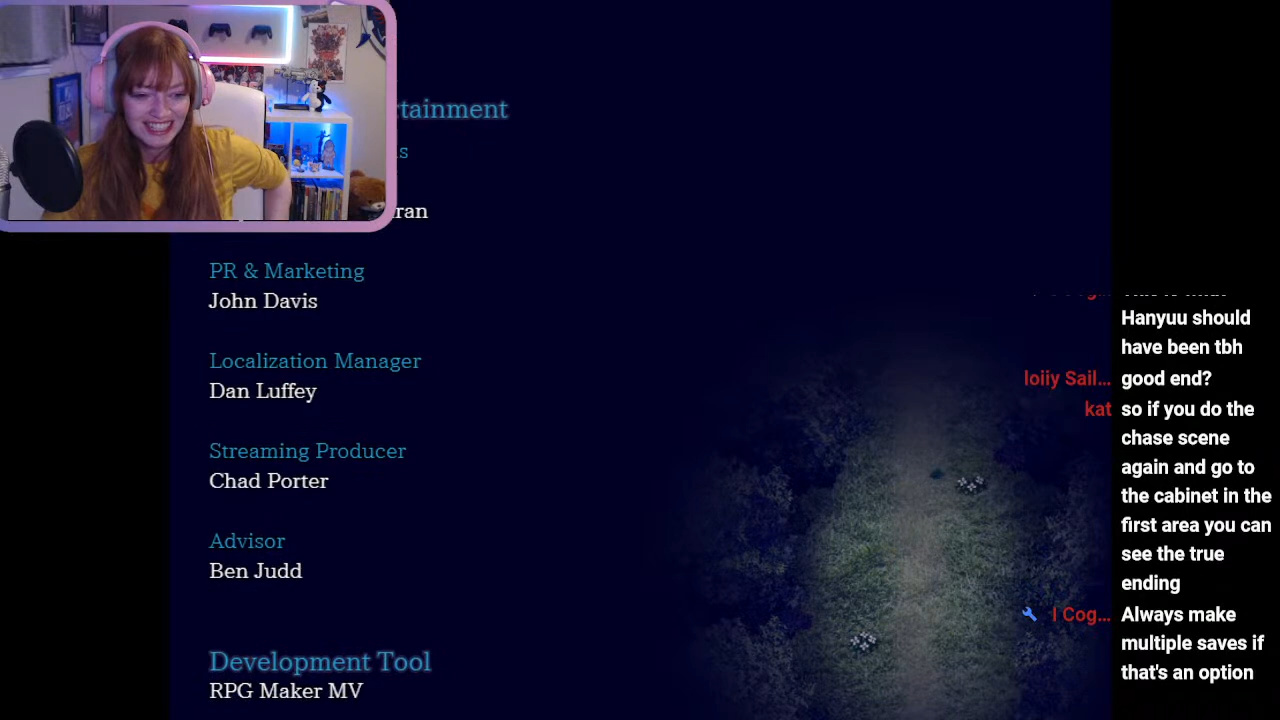 rtainment
s
ran
PR & Marketing
John Davis
Localization Manager
Dan Luffey
Streaming Producer
Chad Porter
Advisor
Ben Judd
Development Tool
RPG Maker MV
Hanyuu should
have been tbh
loiiy Sail... good end?
kat so if you do the
chase scene
again and go to
the cabinet in the
first area you can
see the true
ending
I Cog... Always make
multiple saves if
that's an option